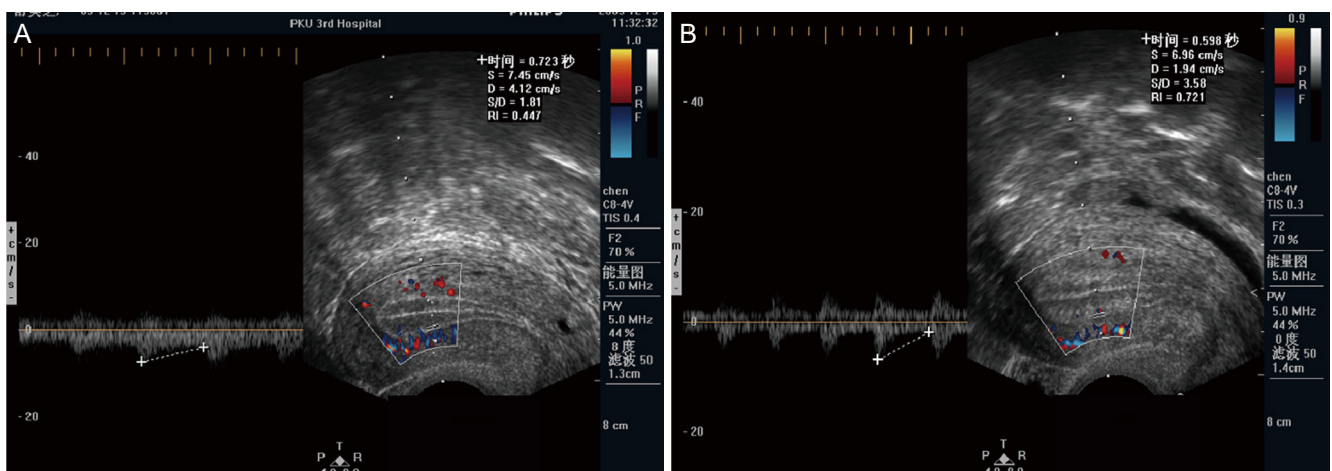 A
PKU 3rd Hospital
11:32:32
1.0
+时间 = 0.723 秒
S = 7.45 cm/s
D = 4.12 cm/s
S/D = 1.81
RI = 0.447
P
R
F
- 40
- 20
- 0
- 20
+
c
m
/
s
-
chen
C8-4V
TIS 0.4
F2
70 %
能量图
5.0 MHz
PW
5.0 MHz
44 %
8 度
滤波 50
1.3cm
8 cm
T
P R
B
0.9
+时间 = 0.598 秒
S = 6.96 cm/s
D = 1.94 cm/s
S/D = 3.58
RI = 0.721
P
R
F
- 40
- 20
- 0
- 20
+
c
m
/
s
-
chen
C8-4V
TIS 0.3
F2
70 %
能量图
5.0 MHz
PW
5.0 MHz
44 %
0 度
滤波 50
1.4cm
8 cm
T
P R